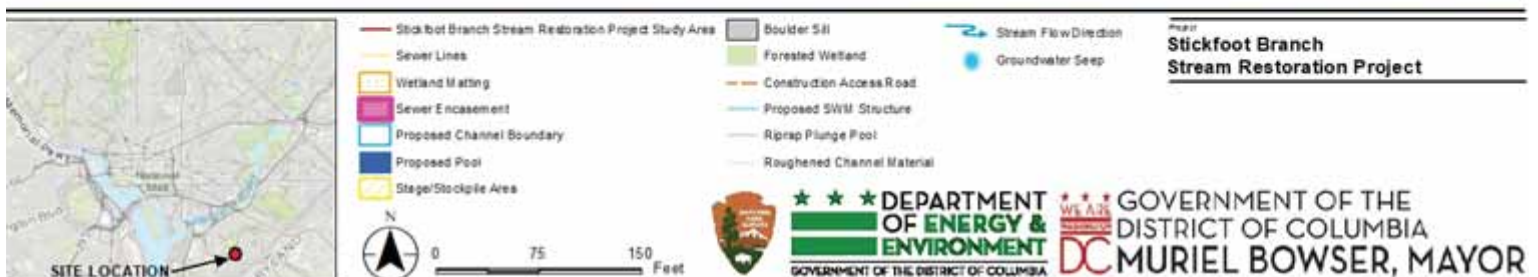 Stickfoot Branch Stream Restoration Project Study Area
Sewer Lines
Wetland Matting
Sewer Encasement
Proposed Channel Boundary
Proposed Pool
Stage/Stockpile Area
Boulder Sill
Forested Wetland
Construction Access Road
Proposed SWM Structure
Riprap Plunge Pool
Roughened Channel Material
Stream Flow Direction
Groundwater Seep
Project
Stickfoot Branch
Stream Restoration Project
SITE LOCATION
N
0 75 150
Feet
DEPARTMENT
OF ENERGY &
ENVIRONMENT
GOVERNMENT OF THE DISTRICT OF COLUMBIA
WE ARE
WASHINGTON
DC
GOVERNMENT OF THE
DISTRICT OF COLUMBIA
MURIEL BOWSER, MAYOR